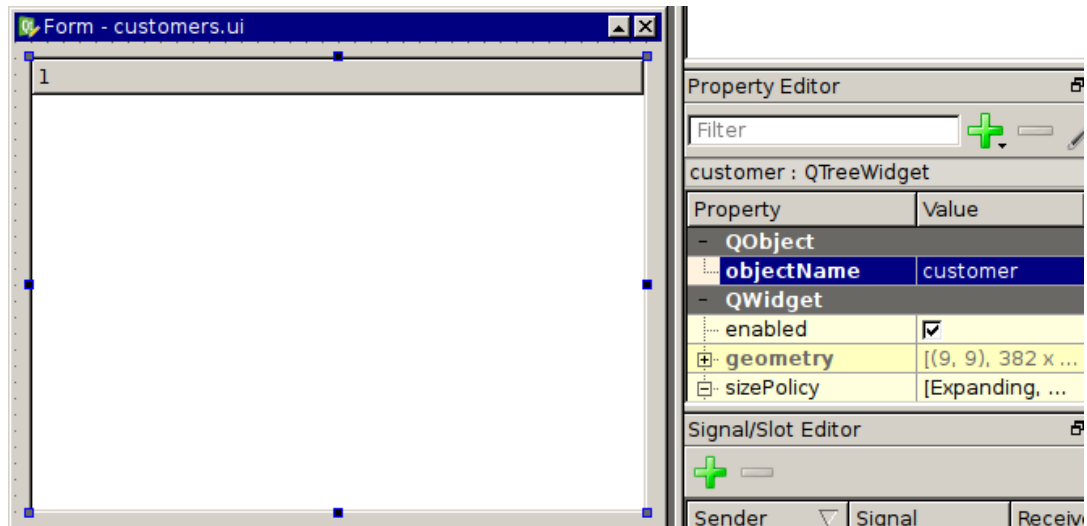 Form - customers.ui
1
Property Editor
Filter
customer : QTreeWidget
Property Value
QObject
objectName customer
QWidget
enabled
geometry [(9, 9), 382 x ...
sizePolicy [Expanding, ...
Signal/Slot Editor
Sender Signal